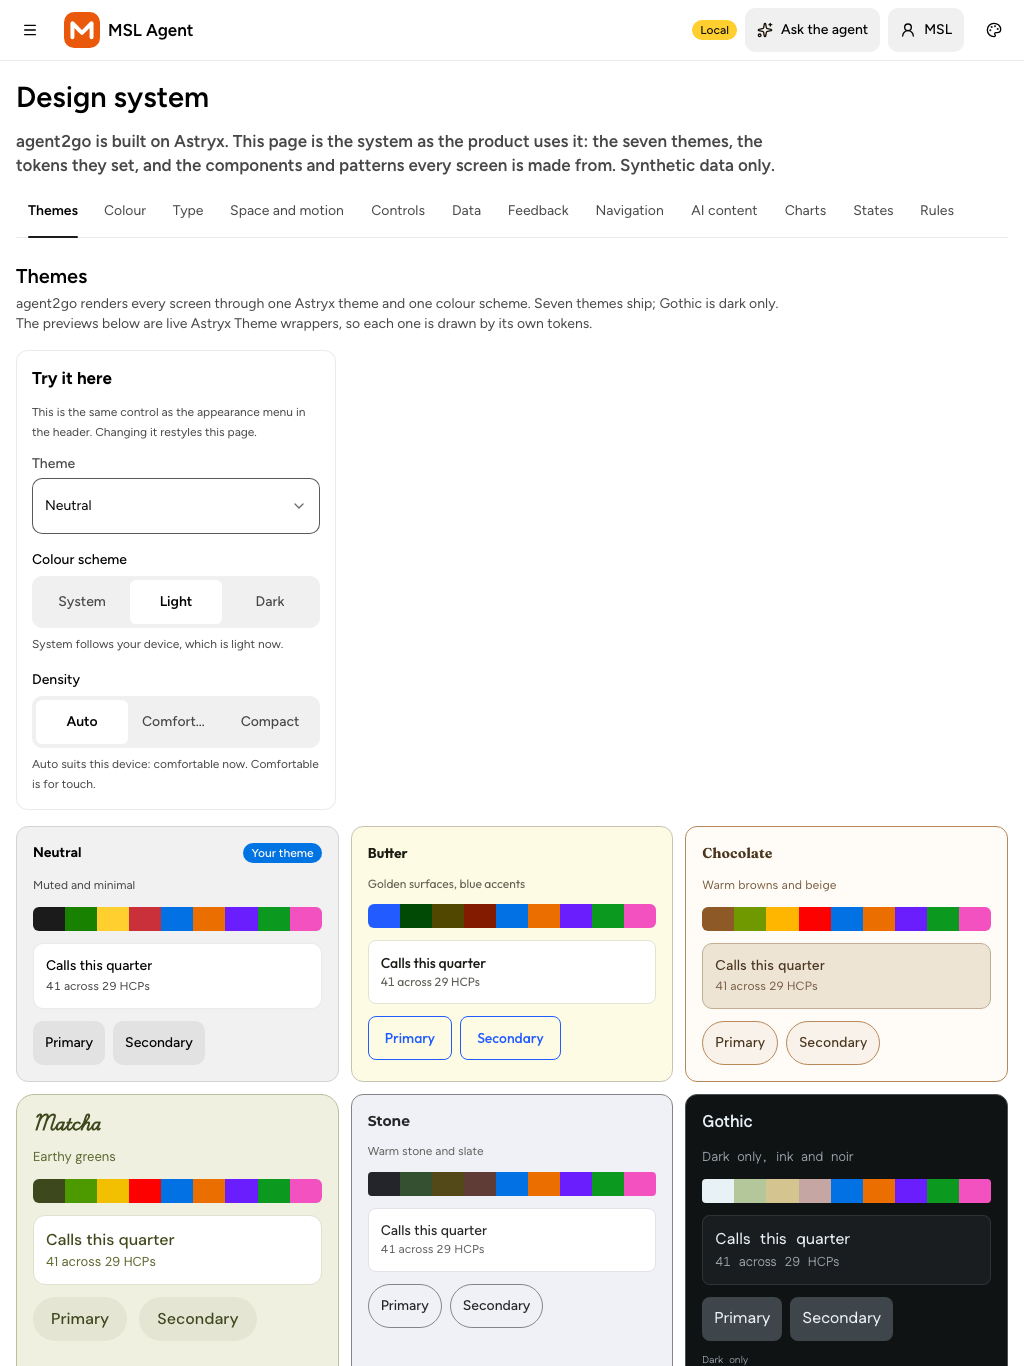 MSL Agent
Local
Ask the agent
MSL
Design system
agent2go is built on Astryx. This page is the system as the product uses it: the seven themes, the
tokens they set, and the components and patterns every screen is made from. Synthetic data only.
Themes
Colour
Type
Space and motion
Controls
Data
Feedback
Navigation
AI content
Charts
States
Rules
Themes
agent2go renders every screen through one Astryx theme and one colour scheme. Seven themes ship; Gothic is dark only.
The previews below are live Astryx Theme wrappers, so each one is drawn by its own tokens.
Try it here
This is the same control as the appearance menu in
the header. Changing it restyles this page.
Theme
Neutral
Colour scheme
System
Light
Dark
System follows your device, which is light now.
Density
Auto
Comfort...
Compact
Auto suits this device: comfortable now. Comfortable
is for touch.
Neutral
Your theme
Muted and minimal
Calls this quarter
41 across 29 HCPs
Primary
Secondary
Butter
Golden surfaces, blue accents
Calls this quarter
41 across 29 HCPs
Primary
Secondary
Chocolate
Warm browns and beige
Calls this quarter
41 across 29 HCPs
Primary
Secondary
Matcha
Earthy greens
Calls this quarter
41 across 29 HCPs
Primary
Secondary
Stone
Warm stone and slate
Calls this quarter
41 across 29 HCPs
Primary
Secondary
Gothic
Dark only, ink and noir
Calls this quarter
41 across 29 HCPs
Primary
Secondary
Dark only